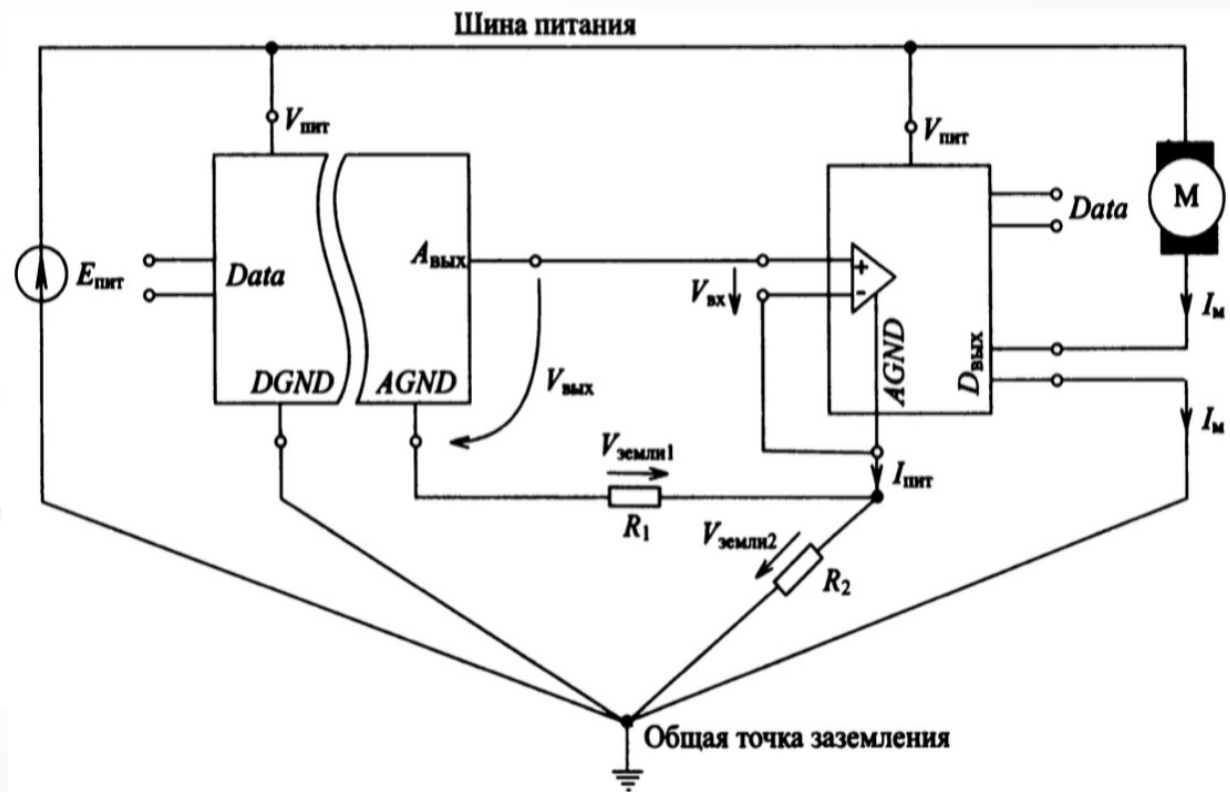 Шина питания
Vпит
Vпит
M
Eпит
Data
Aвых
Data
Vвх
+
-
Iм
DGND
AGND
Vвых
AGND
Dвых
Iм
Vземли1
Iпит
R1
Vземли2
R2
Общая точка заземления